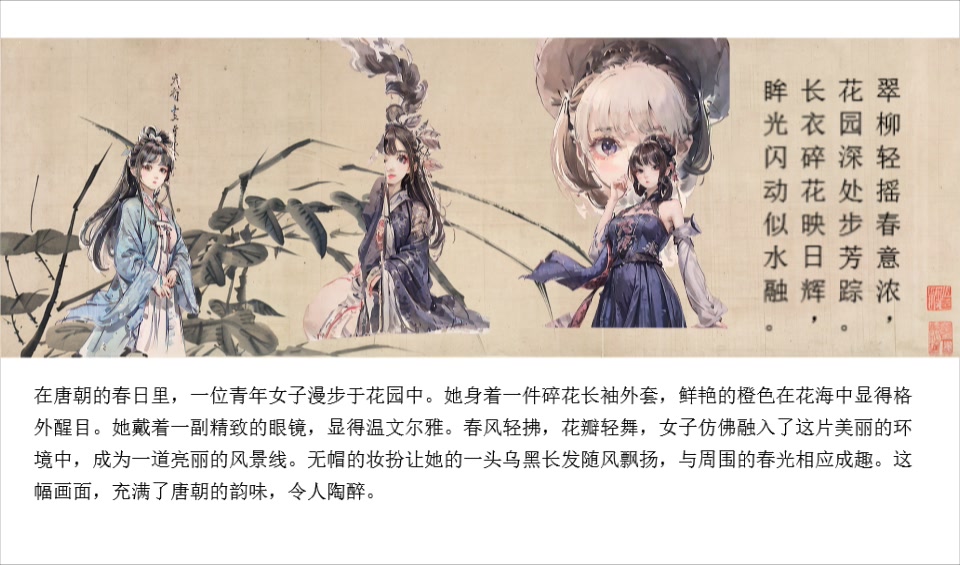 翠柳轻摇春意浓，
花园深处步芳踪。
长衣碎花映日辉，
眸光闪动似水融。
在唐朝的春日里，一位青年女子漫步于花园中。她身着一件碎花长袖外套，鲜艳的橙色在花海中显得格
外醒目。她戴着一副精致的眼镜，显得温文尔雅。春风轻拂，花瓣轻舞，女子仿佛融入了这片美丽的环
境中，成为一道亮丽的风景线。无帽的妆扮让她的一头乌黑长发随风飘扬，与周围的春光相应成趣。这
幅画面，充满了唐朝的韵味，令人陶醉。